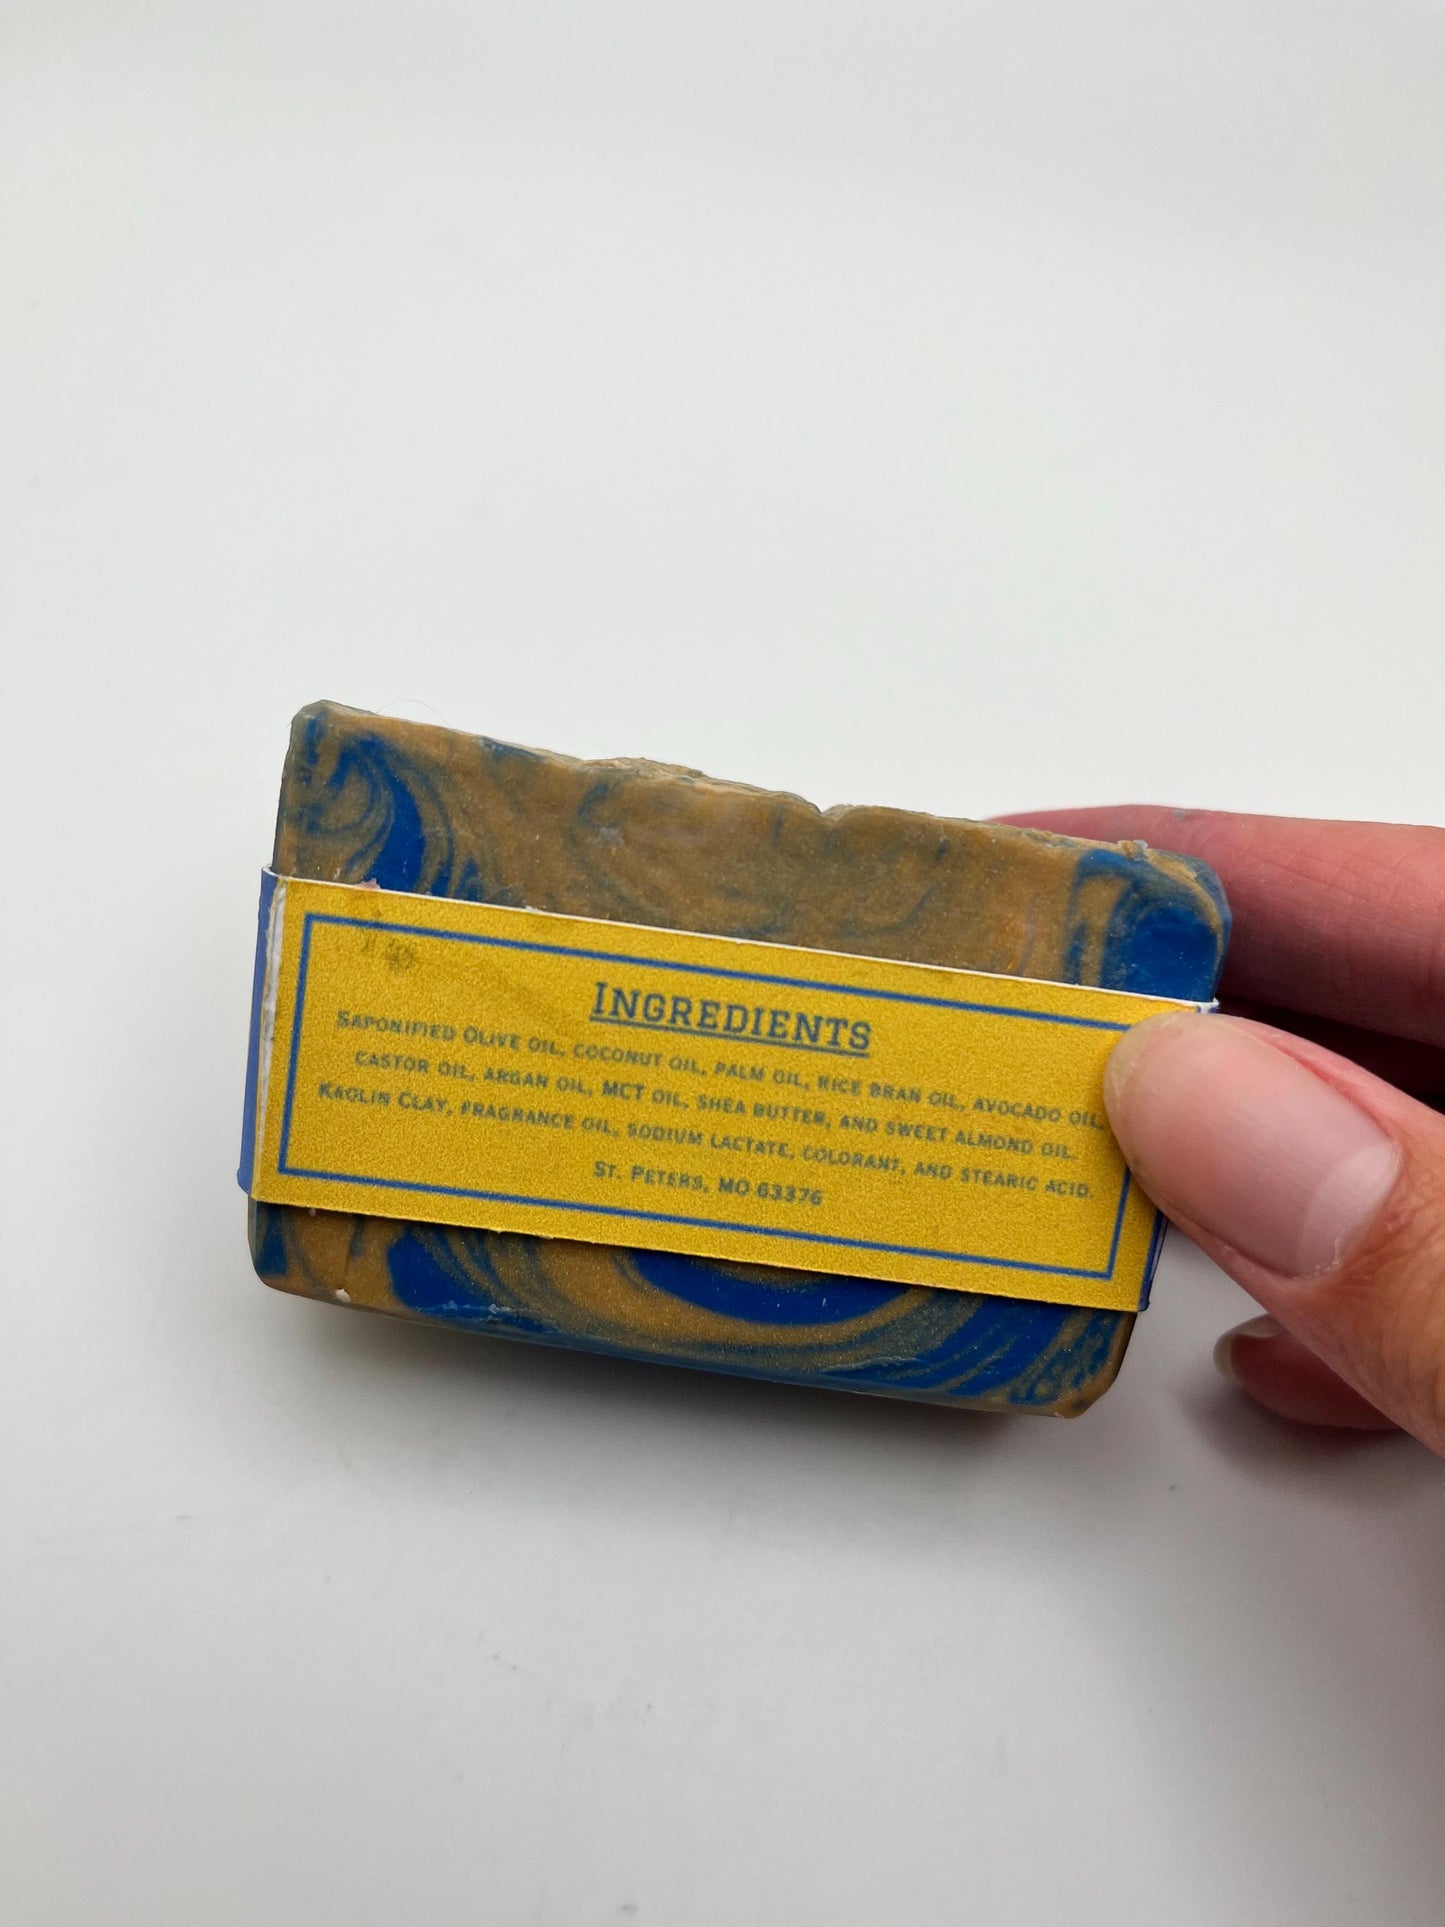 Ingredients
Saponified Olive oil, coconut oil, palm oil, rice bran oil, avocado oil,
castor oil, argan oil, MCT oil, shea butter, and sweet almond oil.
Kaolin Clay, fragrance oil, sodium lactate, colorant, and stearic acid.
St. Peters, MO 63376